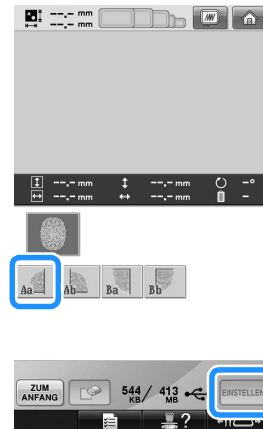 --.- mm
--.- mm
--.- mm --.- mm -°
--.- mm --.- mm -
Aa Ab Ba Bb
ZUM ANFANG
544 KB / 413 MB
EINSTELLEN
?